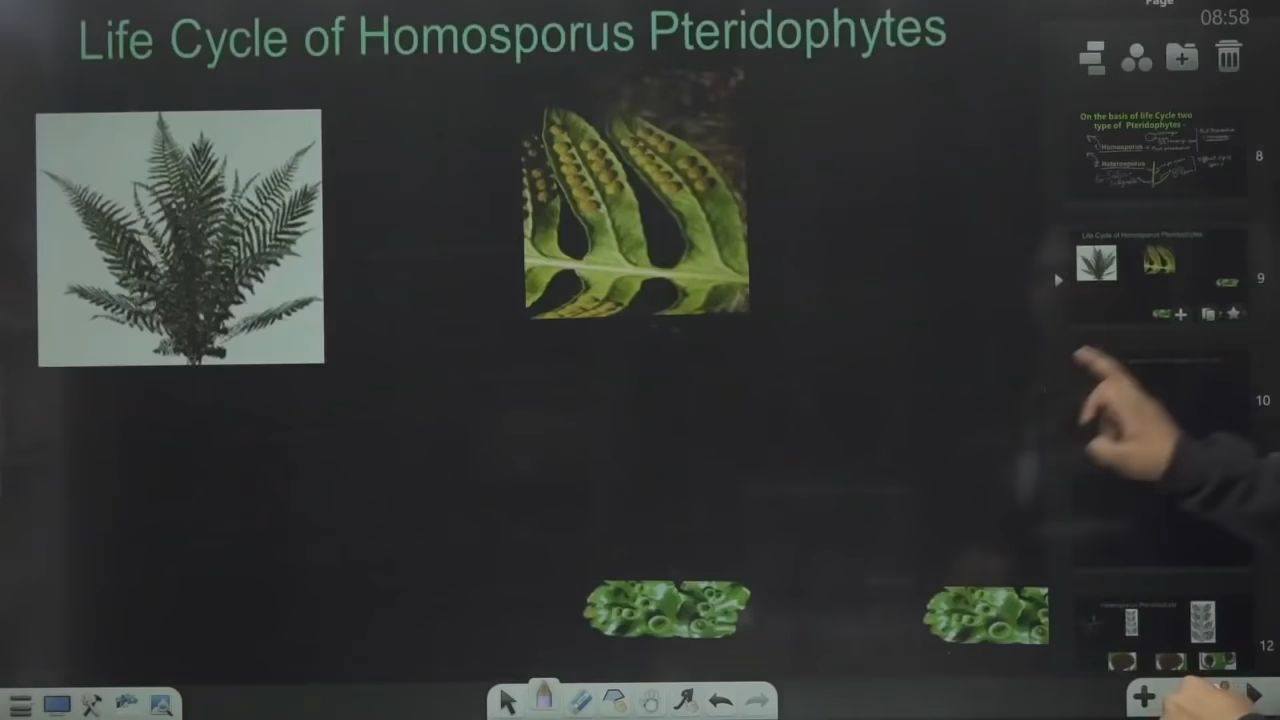 Life Cycle of Homosporus Pteridophytes
Page
08:58
On the basis of life Cycle two
type of Pteridophytes -
Homosporus
Heterosporus
8
Life Cycle of Homosporus Pteridophytes
9
10
12